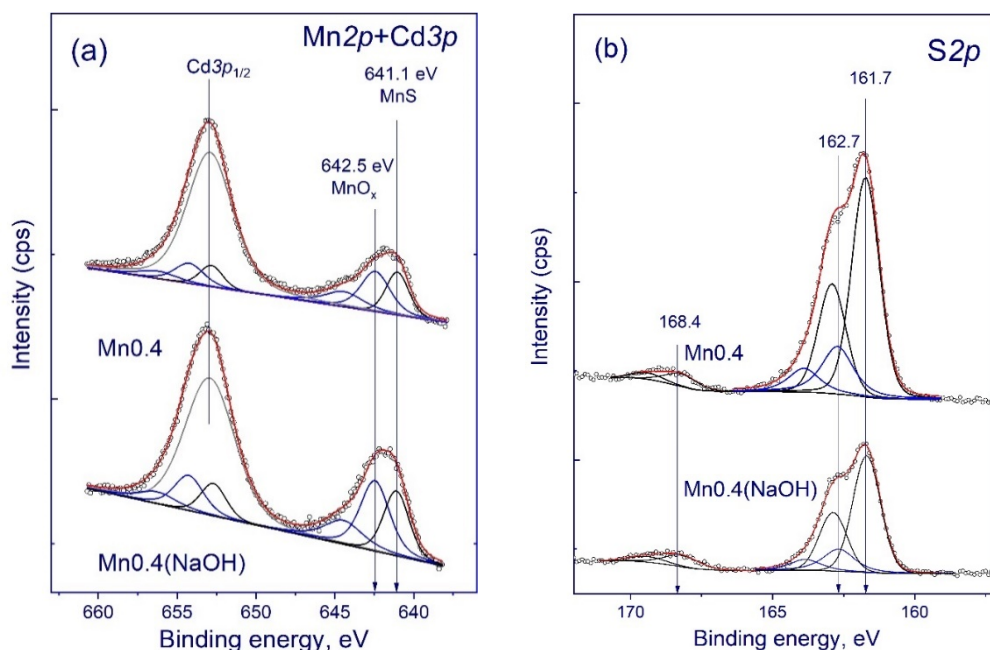 (a)
Mn2p+Cd3p
Cd3p1/2
641.1 eV
MnS
642.5 eV
MnOx
Mn0.4
Mn0.4(NaOH)
Intensity (cps)
660 655 650 645 640
Binding energy, eV
(b)
S2p
161.7
162.7
168.4
Mn0.4
Mn0.4(NaOH)
Intensity (cps)
170 165 160
Binding energy, eV